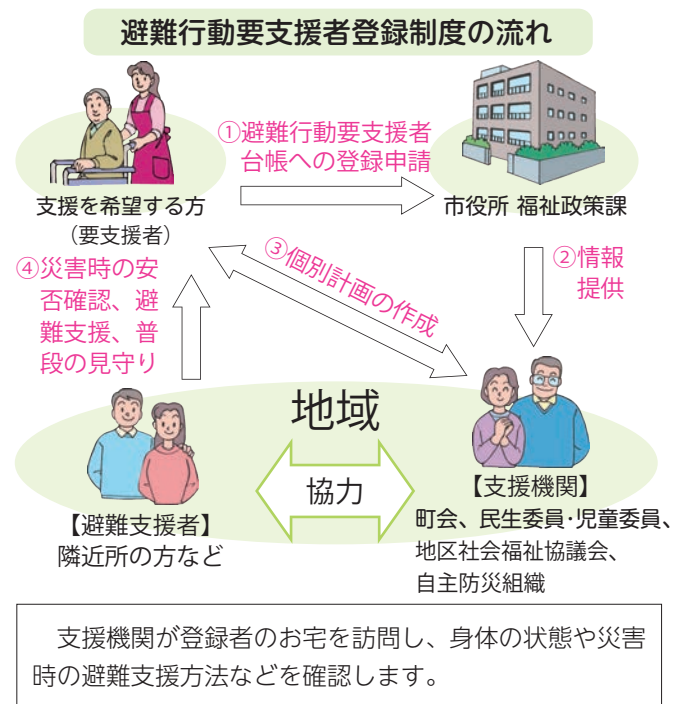 避難行動要支援者登録制度の流れ
①避難行動要支援者
台帳への登録申請
支援を希望する方
（要支援者）
市役所 福祉政策課
②情報
提供
③個別計画の作成
④災害時の安
否確認、避
難支援、普
段の見守り
地域
協力
【避難支援者】
隣近所の方など
【支援機関】
町会、民生委員･児童委員、
地区社会福祉協議会、
自主防災組織
　支援機関が登録者のお宅を訪問し、身体の状態や災害
時の避難支援方法などを確認します。